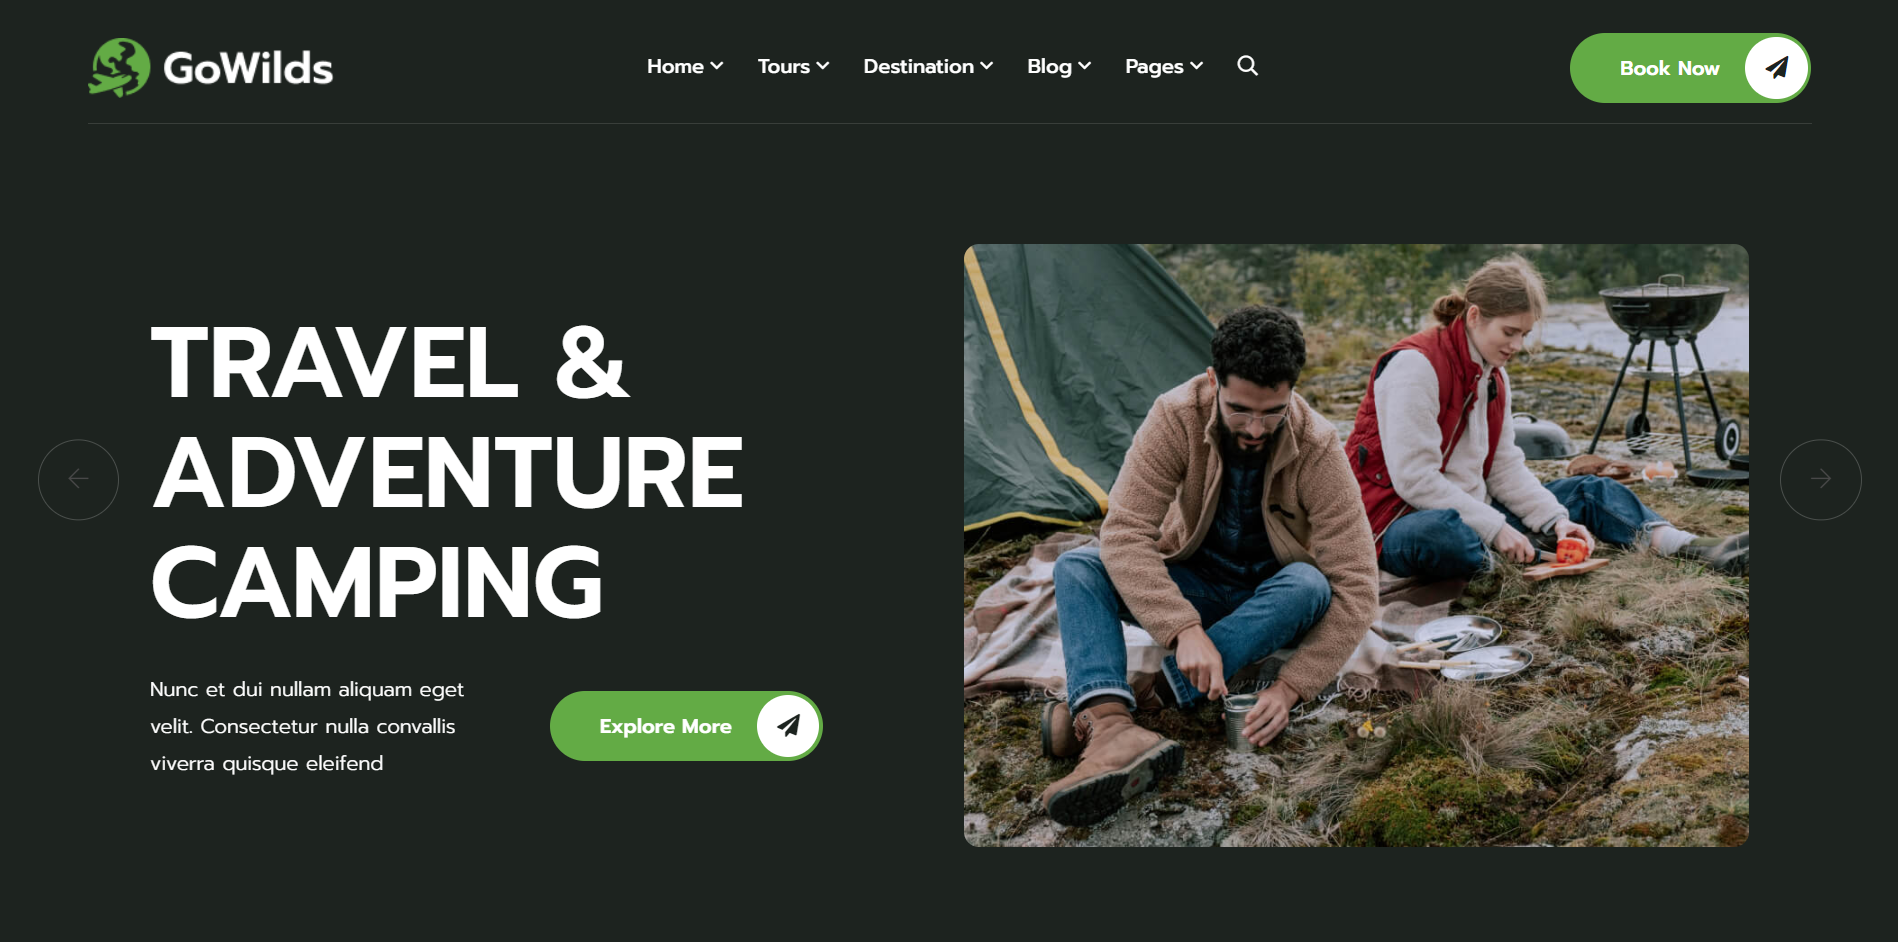 GoWilds
Home
Tours
Destination
Blog
Pages
Book Now
TRAVEL &
ADVENTURE
CAMPING
Nunc et dui nullam aliquam eget
velit. Consectetur nulla convallis
viverra quisque eleifend
Explore More